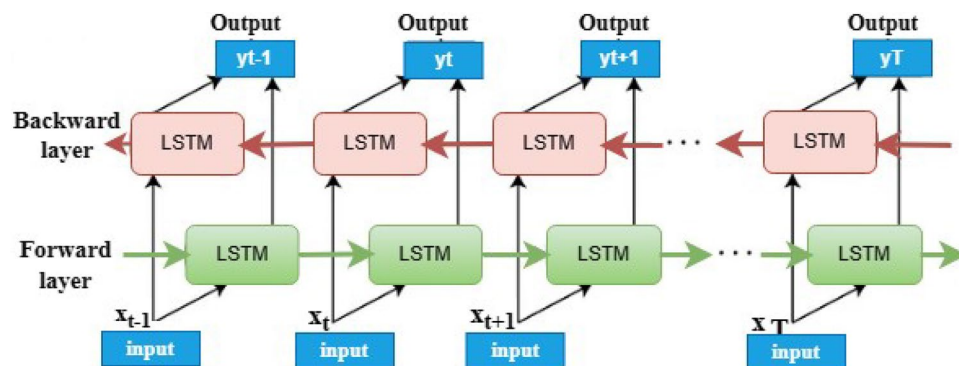 Output Output Output Output
yt-1 yt yt+1 yT
Backward
layer
LSTM LSTM LSTM ... LSTM
Forward
layer
LSTM LSTM LSTM ... LSTM
xt-1 xt xt+1 x T
input input input input